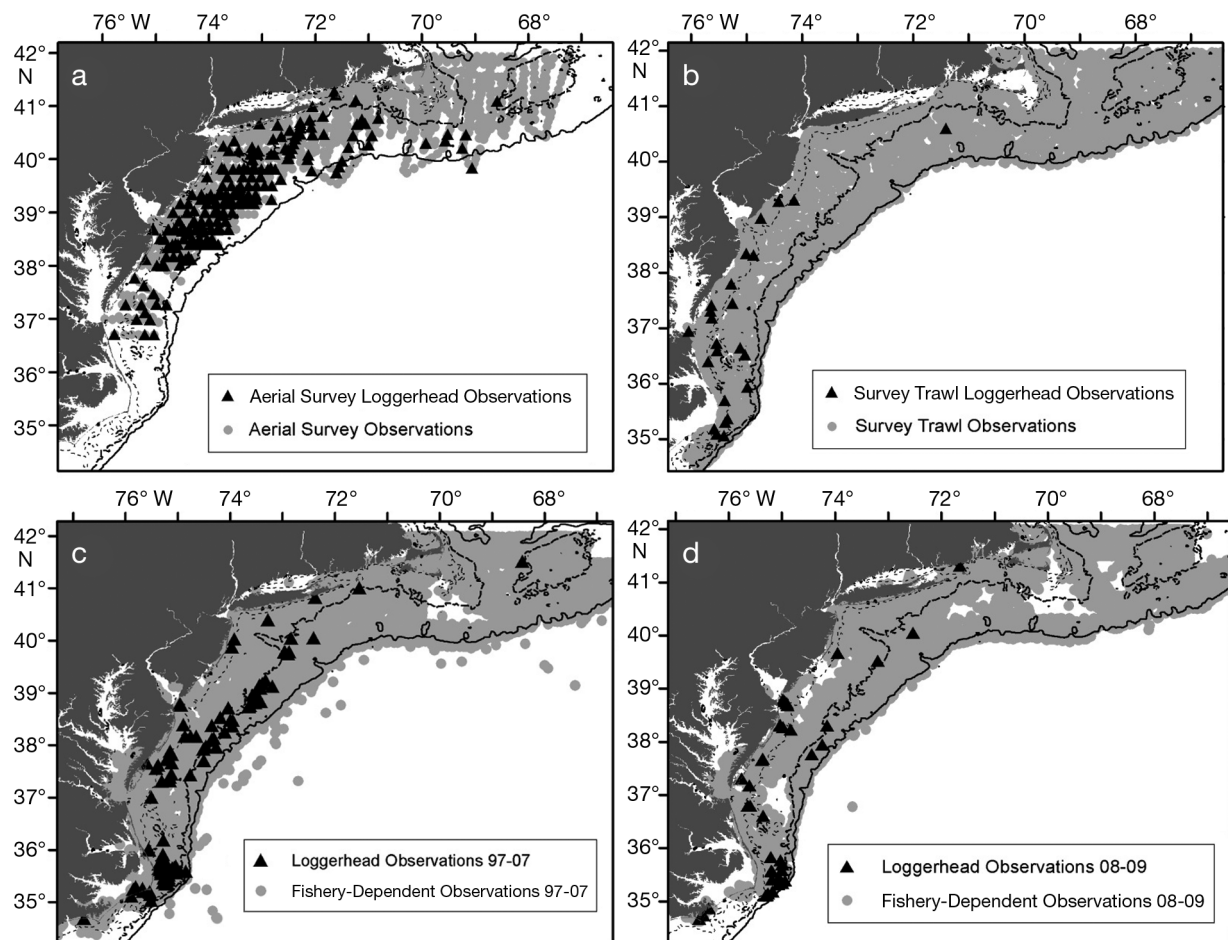 76° W 74° 72° 70° 68°
42°
N
41°
40°
39°
38°
37°
36°
35°
a
Aerial Survey Loggerhead Observations
Aerial Survey Observations
76° W 74° 72° 70° 68°
42°
N
41°
40°
39°
38°
37°
36°
35°
b
Survey Trawl Loggerhead Observations
Survey Trawl Observations
76° W 74° 72° 70° 68°
42°
N
41°
40°
39°
38°
37°
36°
35°
c
Loggerhead Observations 97-07
Fishery-Dependent Observations 97-07
76° W 74° 72° 70° 68°
42°
N
41°
40°
39°
38°
37°
36°
35°
d
Loggerhead Observations 08-09
Fishery-Dependent Observations 08-09